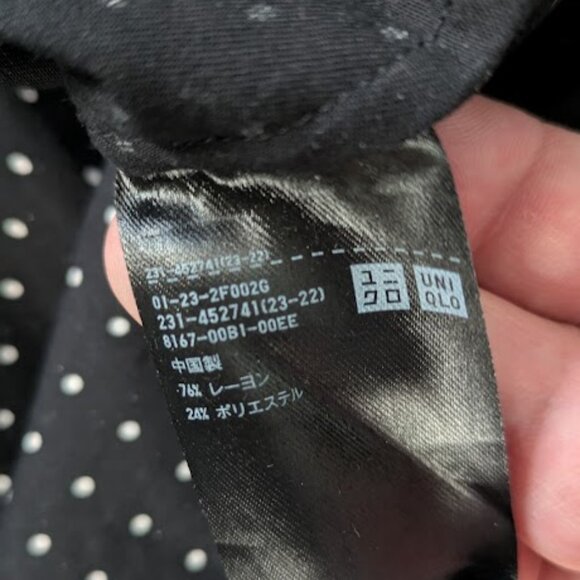 231-452741(23-22)
01-23-2F002G
231-452741(23-22)
8167-00B1-00EE
中国製
76% レーヨン
24% ポリエステル
ユニ
クロ
UNI
QLO